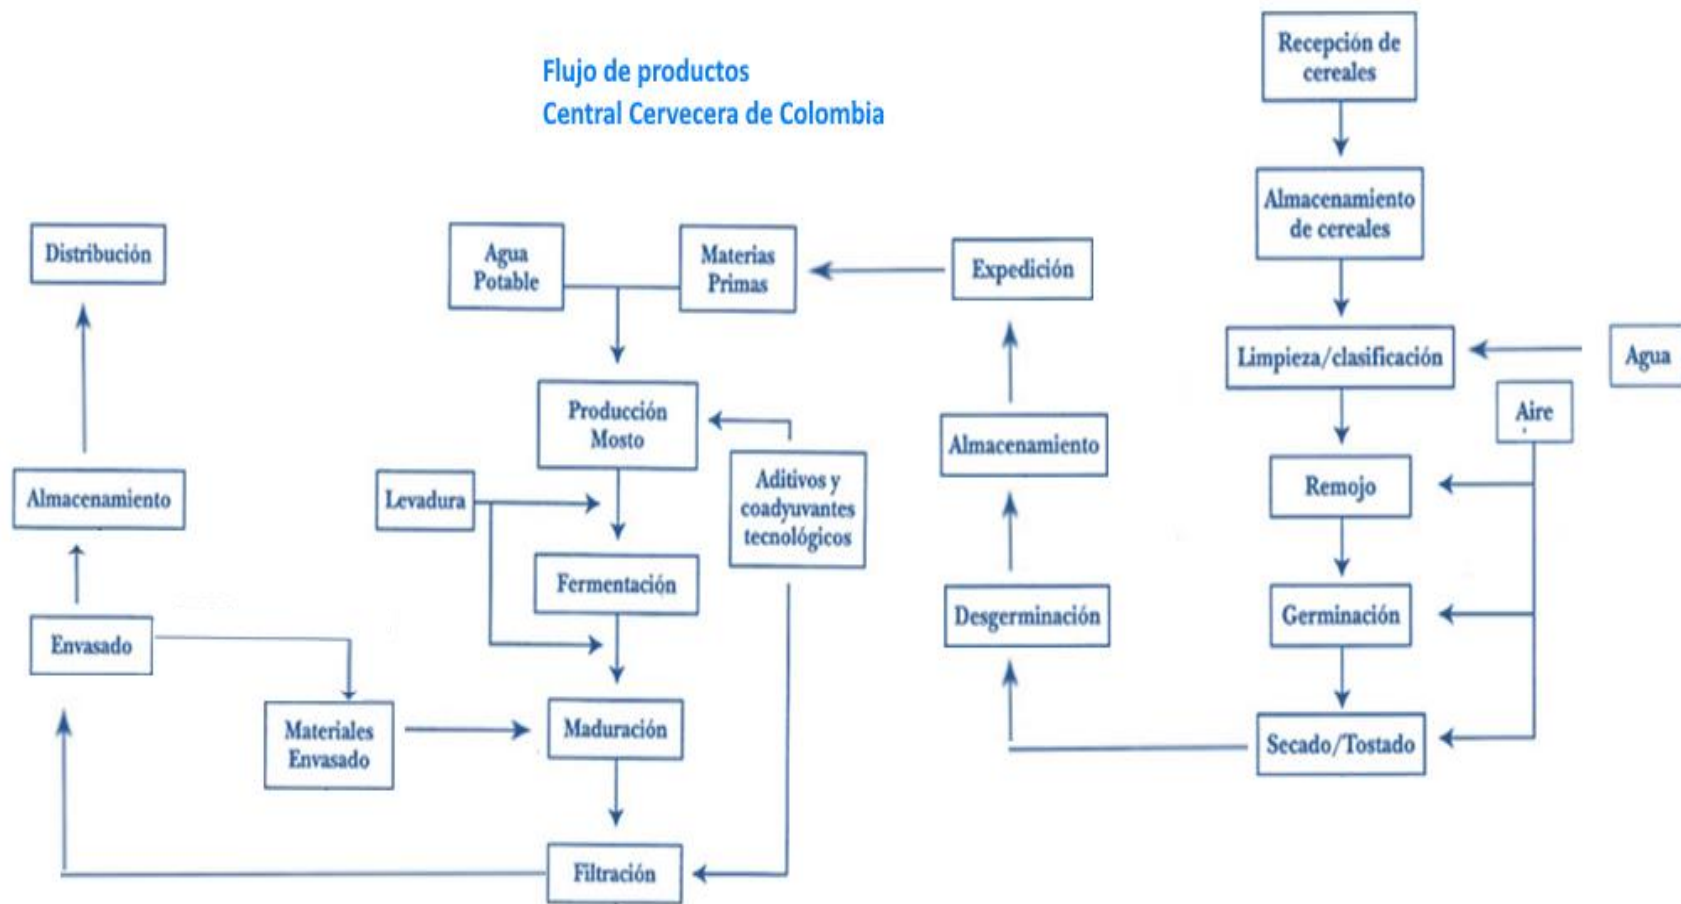 Flujo de productos
Central Cervecera de Colombia
Recepción de
cereales
Almacenamiento
de cereales
Limpieza/clasificación
Agua
Aire
Remojo
Germinación
Secado/Tostado
Desgerminación
Almacenamiento
Expedición
Materias
Primas
Agua
Potable
Producción
Mosto
Aditivos y
coadyuvantes
tecnológicos
Levadura
Fermentación
Maduración
Filtración
Materiales
Envasado
Envasado
Almacenamiento
Distribución